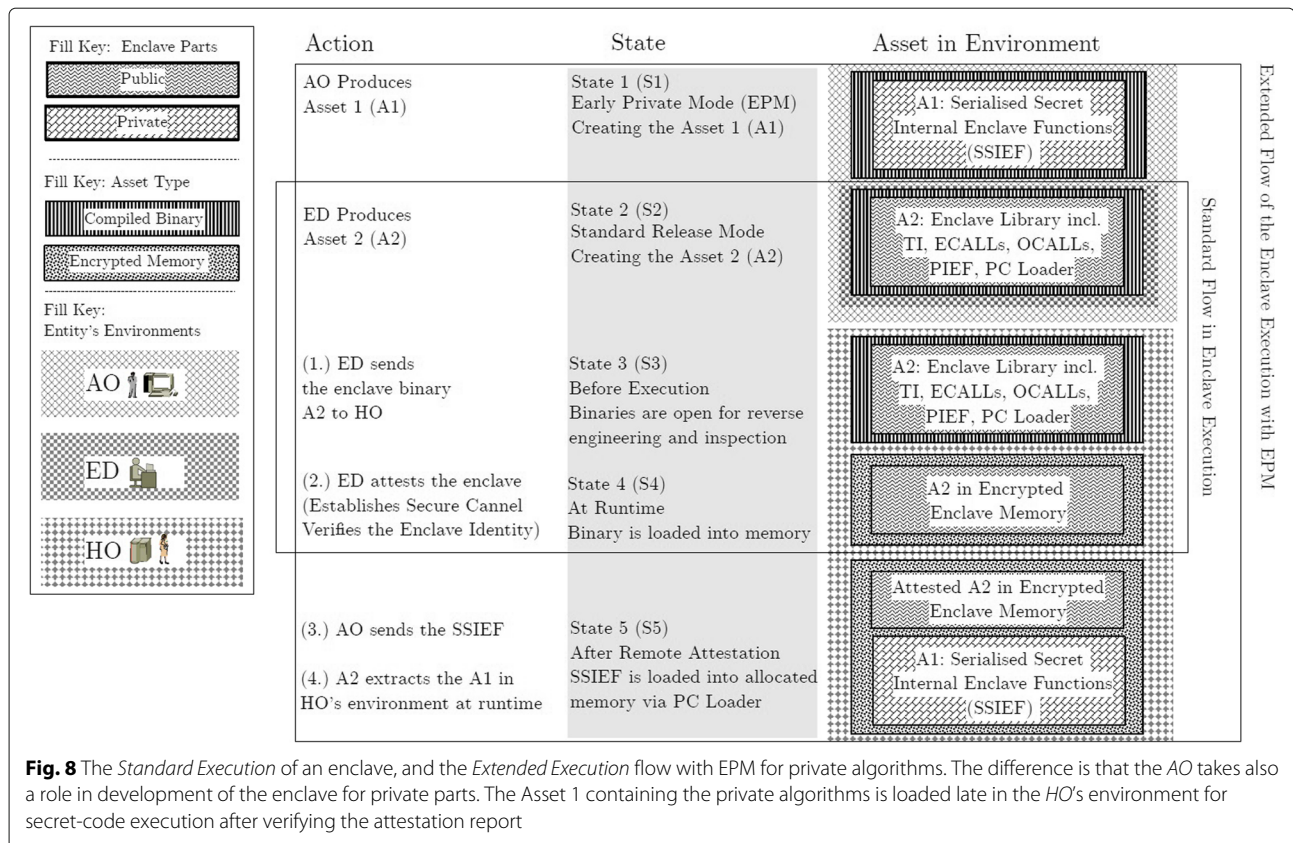 Fill Key: Enclave Parts
Public
Private
Fill Key: Asset Type
Compiled Binary
Encrypted Memory
Fill Key:
Entity's Environments
AO
ED
HO
Action
State
Asset in Environment
AO Produces
Asset 1 (A1)
State 1 (S1)
Early Private Mode (EPM)
Creating the Asset 1 (A1)
A1: Serialised Secret
Internal Enclave Functions
(SSIEF)
ED Produces
Asset 2 (A2)
State 2 (S2)
Standard Release Mode
Creating the Asset 2 (A2)
A2: Enclave Library incl.
TI, ECALLs, OCALLs,
PIEF, PC Loader
(1.) ED sends
the enclave binary
A2 to HO
State 3 (S3)
Before Execution
Binaries are open for reverse
engineering and inspection
A2: Enclave Library incl.
TI, ECALLs, OCALLs,
PIEF, PC Loader
(2.) ED attests the enclave
(Establishes Secure Cannel
Verifies the Enclave Identity)
State 4 (S4)
At Runtime
Binary is loaded into memory
A2 in Encrypted
Enclave Memory
(3.) AO sends the SSIEF
(4.) A2 extracts the A1 in
HO's environment at runtime
State 5 (S5)
After Remote Attestation
SSIEF is loaded into allocated
memory via PC Loader
Attested A2 in Encrypted
Enclave Memory
A1: Serialised Secret
Internal Enclave Functions
(SSIEF)
Standard Flow in Enclave Execution
Extended Flow of the Enclave Execution with EPM
Fig. 8 The Standard Execution of an enclave, and the Extended Execution flow with EPM for private algorithms. The difference is that the AO takes also
a role in development of the enclave for private parts. The Asset 1 containing the private algorithms is loaded late in the HO's environment for
secret-code execution after verifying the attestation report